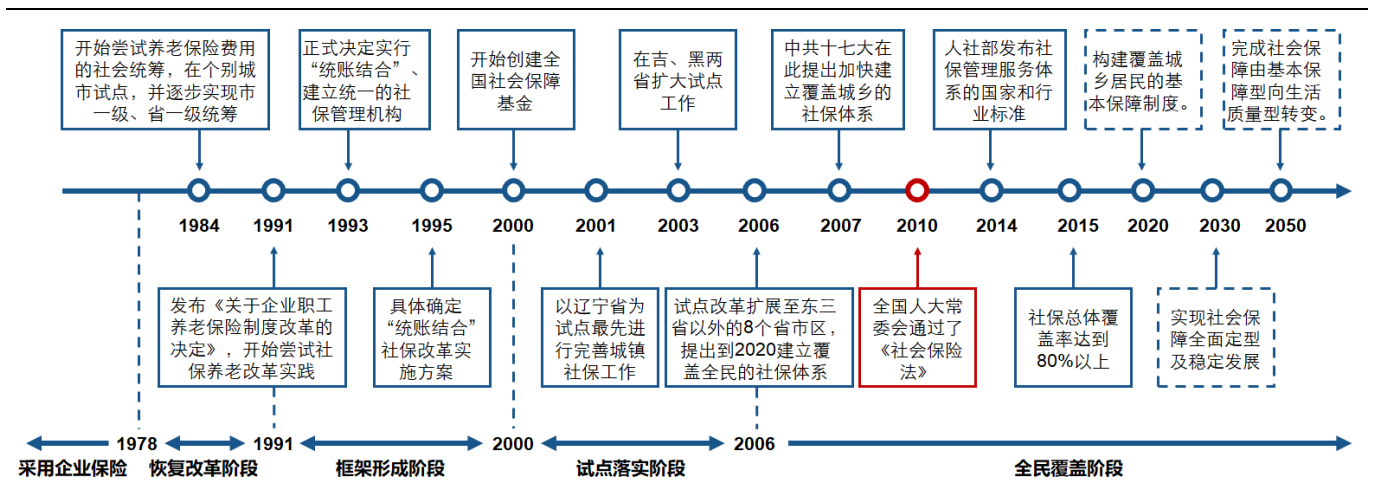 开始尝试养老保险费用
的社会统筹，在个别城
市试点，并逐步实现市
一级、省一级统筹
正式决定实行
“统账结合”、
建立统一的社
保管理机构
开始创建全
国社会保障
基金
在吉、黑两
省扩大试点
工作
中共十七大在
此提出加快建
立覆盖城乡的
社保体系
人社部发布社
保管理服务体
系的国家和行
业标准
构建覆盖城
乡居民的基
本保障制度。
完成社会保
障由基本保
障型向生活
质量型转变。
1984 1991 1993 1995 2000 2001 2003 2006 2007 2010 2014 2015 2020 2030 2050
发布《关于企业职工
养老保险制度改革的
决定》，开始尝试社
保养老改革实践
具体确定
“统账结合”
社保改革实
施方案
以辽宁省为
试点最先进
行完善城镇
社保工作
试点改革扩展至东三
省以外的8个省市区，
提出到2020建立覆
盖全民的社保体系
全国人大常
委会通过了
《社会保险
法》
社保总体覆
盖率达到
80%以上
实现社会保
障全面定型
及稳定发展
1978 1991 2000 2006
采用企业保险 恢复改革阶段 框架形成阶段 试点落实阶段 全民覆盖阶段